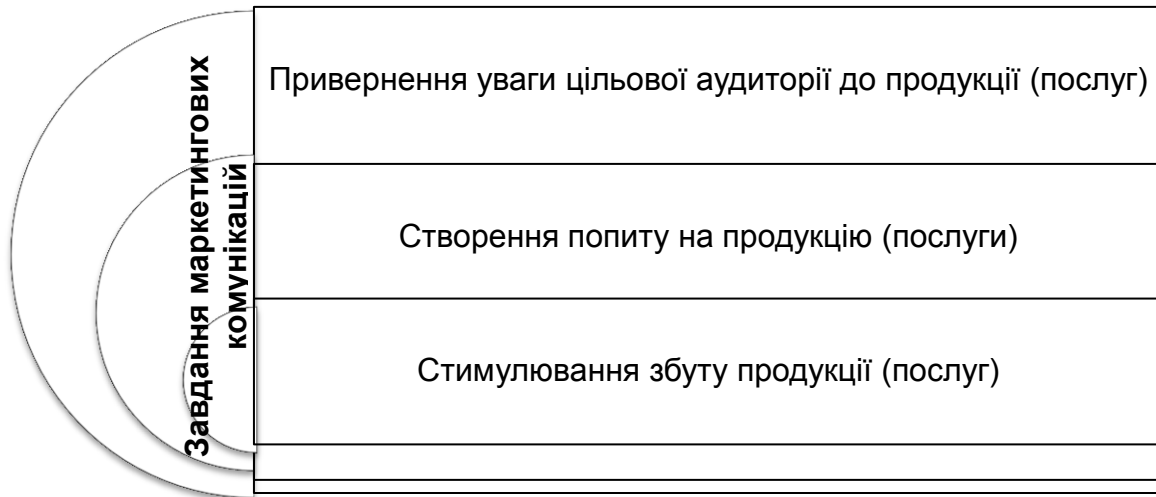 Завдання маркетингових
комунікацій
Привернення уваги цільової аудиторії до продукції (послуг)
Створення попиту на продукцію (послуги)
Стимулювання збуту продукції (послуг)